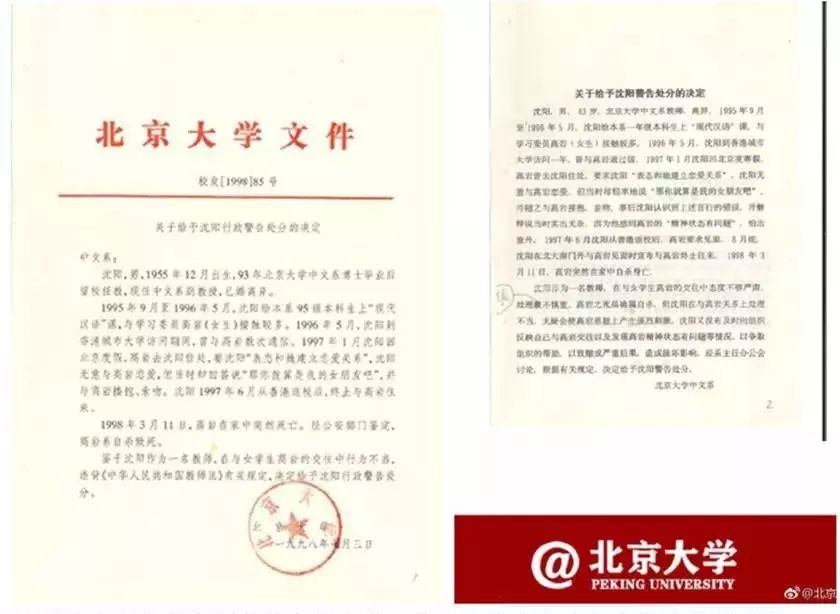 北京大学文件
校发[1998]85号
关于给予沈阳行政警告处分的决定
中文系:
沈阳,男,1955年12月出生,93年北京大学中文系博士毕业后
留校任教,现任中文系副教授,已婚离异。
1995年9月至1996年5月,沈阳给本系95级本科生上“现代
汉语”课,与学习委员高岩(女生)接触较多。1996年5月,沈阳到
香港城市大学访问期间,曾与高岩数次通信。1997年1月沈阳回
北京度假,高岩去沈阳住处,要沈阳“表态和她建立恋爱关系”,沈阳
无意与高岩恋爱,但当时却回答说“那你就算是我的女朋友吧”,并
与高岩搂抱、亲吻。沈阳1997年6月从香港返校后,终止与高岩往
来。
1998年3月11日,高岩在家中突然死亡。经公安部门鉴定,
高岩系自杀致死。
鉴于沈阳作为一名教师,在与女学生高岩的交往中行为不当,
违背《中华人民共和国教师法》有关规定,决定给予沈阳行政警告处
分。
一九九八年 月三日
1
关于给予沈阳警告处分的决定
沈阳,男,43岁,北京大学中文系教师,离异。1995年9月
至1996年5月,沈阳给本系一年级本科生上“现代汉语”课,与
学习委员高岩(女生)接触较多。1996年5月,沈阳到香港城市
大学访问一年,曾与高岩通过信。1997年1月沈阳回北京度寒假,
高岩曾去沈阳住处,要求沈阳“表态和她建立恋爱关系”,沈阳无
意与高岩恋爱,但当时却轻率地说“那你就算是我的女朋友吧”,
并随之与高岩搂抱、亲吻。事后沈阳认识到上述言行的错误,并解
释说当时实出无奈,因为他感到高岩的“精神状态有问题”,怕出
意外。1997年6月沈阳从香港返校后,高岩要求见面,
沈阳在北大南门外与高岩见面时宣布与高岩终止往来。1998年3
月11日,高岩突然在家中自杀身亡。
沈阳作为一名教师,在与女学生高岩的交往中态度不够严肃,
处理很不慎重。高岩之死虽属自杀,但沈阳在与高岩关系上处理
不当,无疑会使高岩思想上产生强烈刺激,沈阳又没有及时向组织
反映自己与高岩交往以及发现高岩精神状态有问题等情况,以争取
组织的帮助,以致酿成严重后果,造成极坏影响。经系主任办公会
讨论,根据有关规定,决定给予沈阳警告处分。
北京大学中文系
2
@北京大学
PEKING UNIVERSITY
@北京